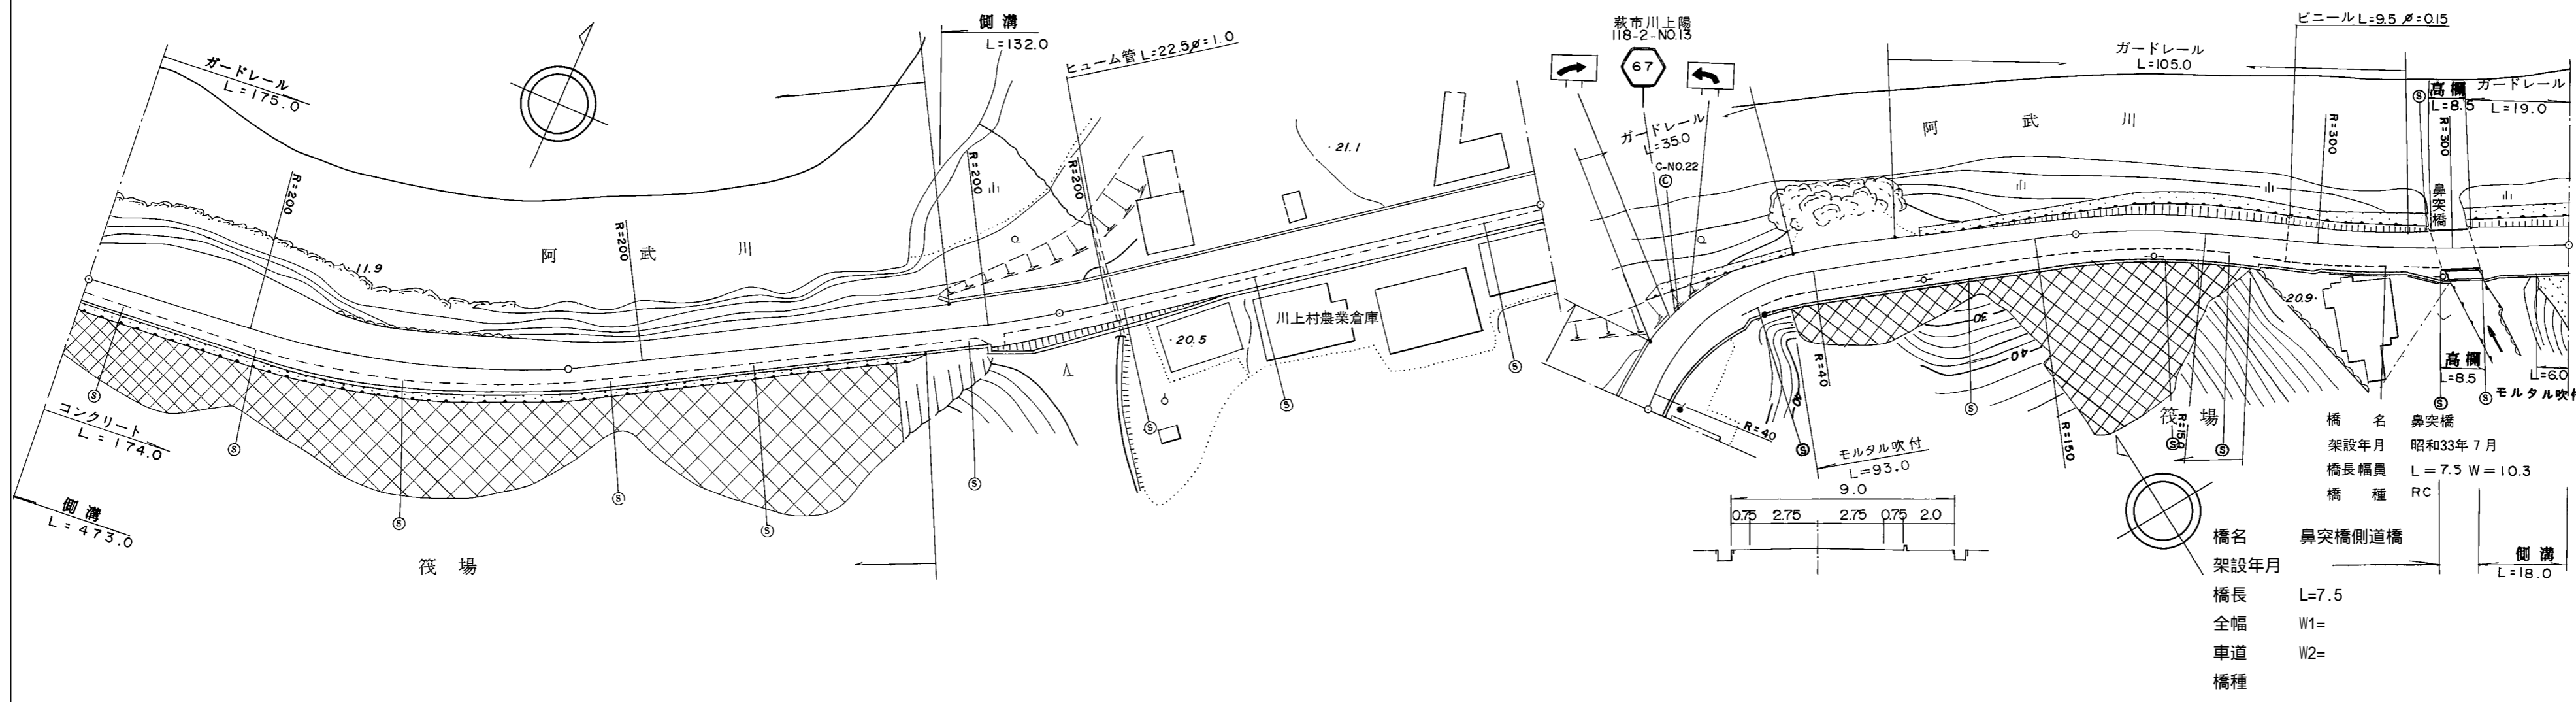 ガードレール
L=175.0
側溝
L=132.0
ヒューム管 L=22.5ø=1.0
R=200
R=200
R=200
R=200
11.9
阿武川
21.1
川上村農業倉庫
20.5
コンクリート
L=174.0
側溝
L=473.0
筏場
S
S
S
S
S
S
S
S
S
萩市川上陽
118-2-NO.13
67
ガードレール
L=35.0
C-NO.22
C
ガードレール
L=105.0
ビニール L=9.5 ø=0.15
高欄
L=8.5
ガードレール
L=19.0
S
阿武川
R=300
R=300
鼻突橋
20.9
30
40
40
R=40
R=40
R=150
R=150
筏場
高欄
L=8.5
L=6.0
モルタル吹付
S
S
S
S
S
S
モルタル吹付
L=93.0
9.0
0.75 2.75 2.75 0.75 2.0
橋名 鼻突橋
架設年月 昭和33年7月
橋長幅員 L=7.5 W=10.3
橋種 RC
橋名 鼻突橋側道橋
架設年月
橋長 L=7.5
全幅 W1=
車道 W2=
橋種
側溝
L=18.0